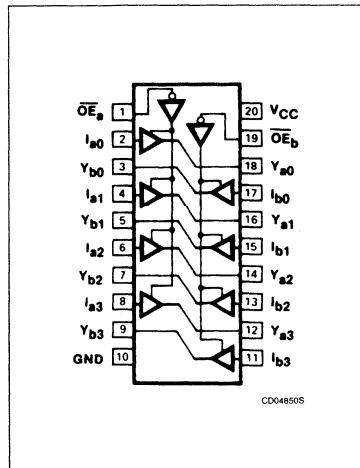 OEa 1 20 VCC
Ia0 2 19 OEb
Yb0 3 18 Ya0
Ia1 4 17 Ib0
Yb1 5 16 Ya1
Ia2 6 15 Ib1
Yb2 7 14 Ya2
Ia3 8 13 Ib2
Yb3 9 12 Ya3
GND 10 11 Ib3
CD04850S